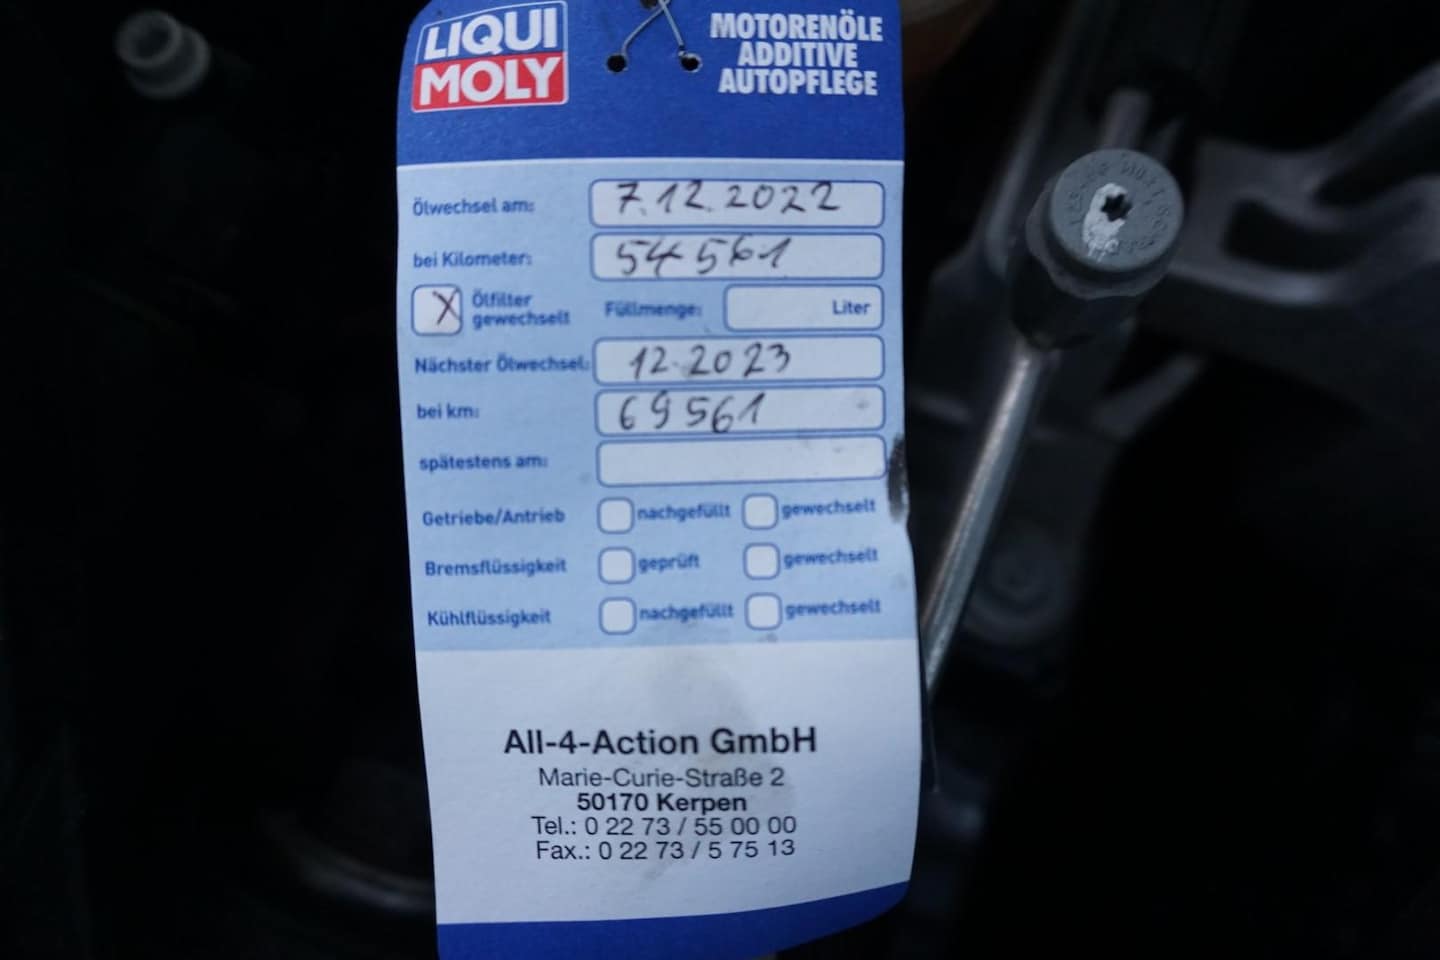 LIQUI
MOLY
MOTORENÖLE
ADDITIVE
AUTOPFLEGE
Ölwechsel am: 7.12.2022
bei Kilometer: 54561
X Ölfilter gewechselt Füllmenge: Liter
Nächster Ölwechsel: 12.2023
bei km: 69561
spätestens am:
Getriebe/Antrieb nachgefüllt gewechselt
Bremsflüssigkeit geprüft gewechselt
Kühlflüssigkeit nachgefüllt gewechselt
All-4-Action GmbH
Marie-Curie-Straße 2
50170 Kerpen
Tel.: 0 22 73 / 55 00 00
Fax.: 0 22 73 / 5 75 13